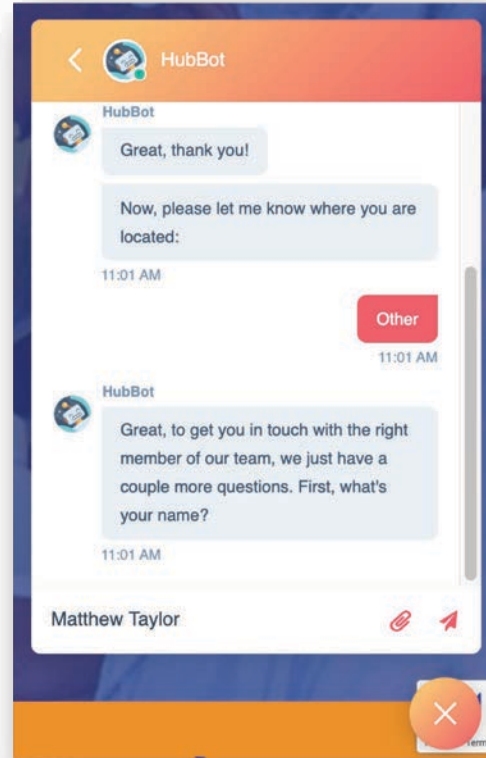 HubBot
HubBot
Great, thank you!
Now, please let me know where you are
located:
11:01 AM
Other
11:01 AM
HubBot
Great, to get you in touch with the right
member of our team, we just have a
couple more questions. First, what's
your name?
11:01 AM
Matthew Taylor